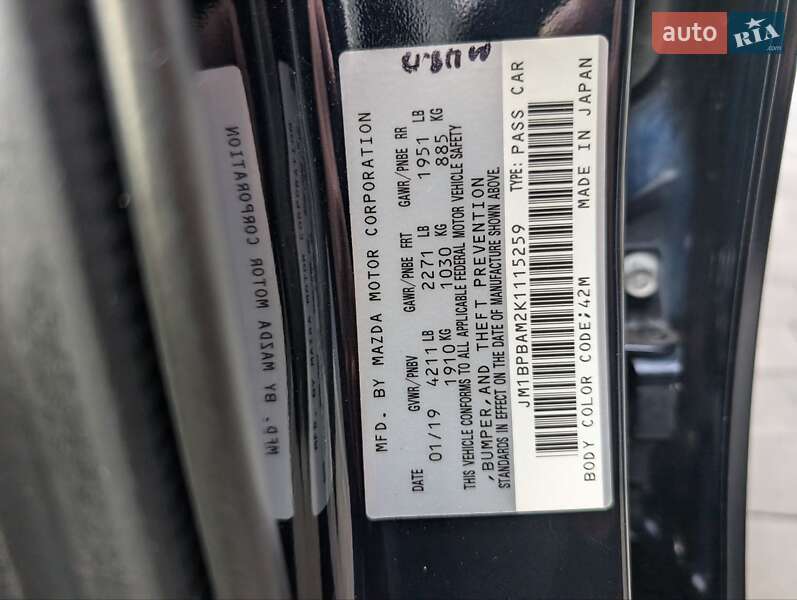 auto RIA.com
MFD. BY MAZDA MOTOR CORPORATION
DATE GVWR/PNBV GAWR/PNBE FRT GAWR/PNBE RR
01/19 4211 LB 2271 LB 1951 LB
1910 KG 1030 KG 885 KG
THIS VEHICLE CONFORMS TO ALL APPLICABLE FEDERAL MOTOR VEHICLE SAFETY
,BUMPER,AND THEFT PREVENTION
STANDARDS IN EFFECT ON THE DATE OF MANUFACTURE SHOWN ABOVE
JM1BPBAM2K1115259 TYPE: PASS CAR
BODY COLOR CODE;42M MADE IN JAPAN
MFD. BY MAZDA MOTOR CORPORATION